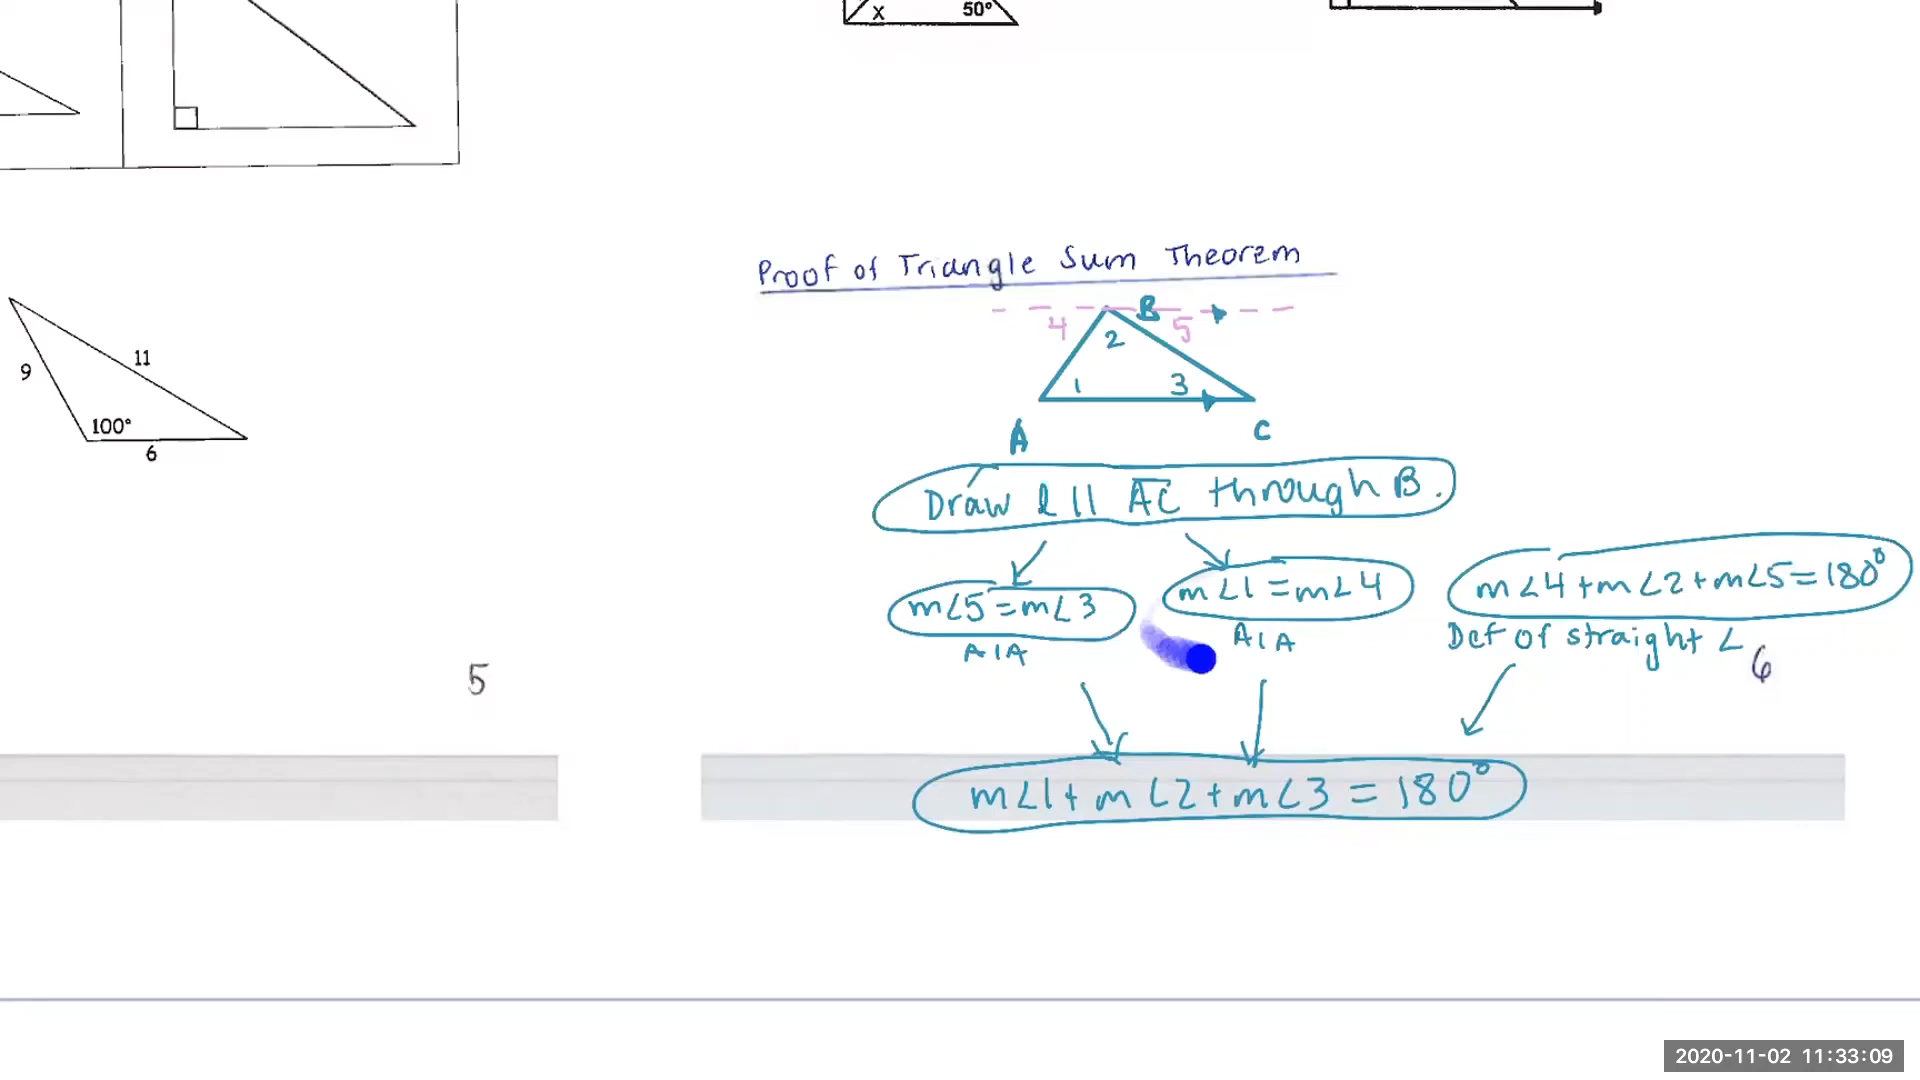 x 50°
Proof of Triangle Sum Theorem
B
4 5
2
11
9
1 3
100°
A C
6
Draw l || AC through B.
m∠5 = m∠3
AIA
m∠1 = m∠4
AIA
m∠4 + m∠2 + m∠5 = 180°
Def of straight ∠
5
6
m∠1 + m∠2 + m∠3 = 180°
2020-11-02 11:33:09